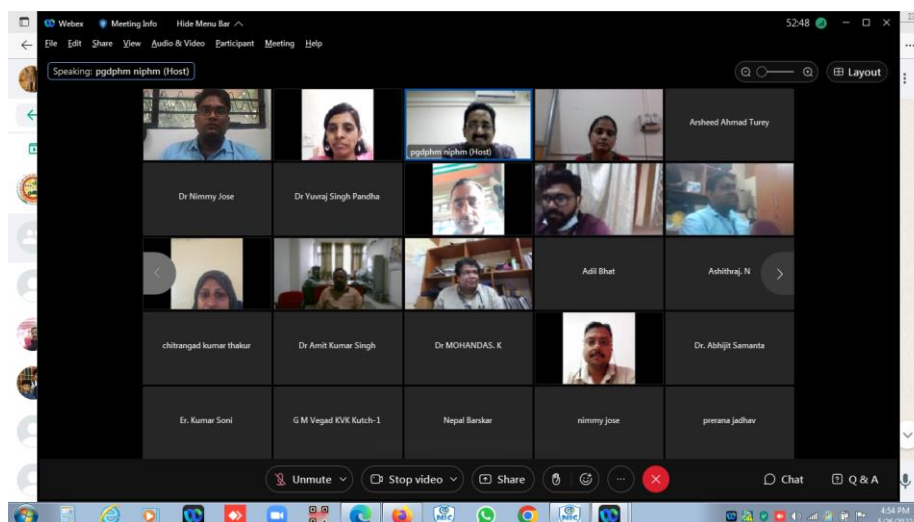 Webex Meeting Info Hide Menu Bar 52:48
File Edit Share View Audio & Video Participant Meeting Help
Speaking: pgdphm niphm (Host) Layout
pgdphm niphm (Host)
Arsheed Ahmad Turey
Dr Nimmy Jose Dr Yuvraj Singh Pandha
Adil Bhat Ashithraj. N
chitrangad kumar thakur Dr Amit Kumar Singh Dr MOHANDAS. K Dr. Abhijit Samanta
Er. Kumar Soni G M Vegad KVK Kutch-1 Nepal Barskar nimmy jose prerana jadhav
Unmute Stop video Share Chat Q & A
NIC NIC
4:54 PM